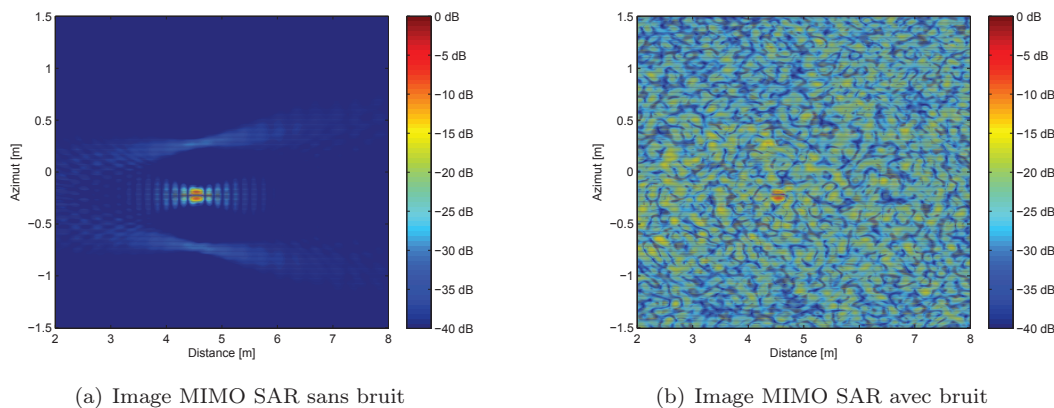 1.5
1
0.5
0
−0.5
−1
−1.5
Azimut [m]
2 3 4 5 6 7 8
Distance [m]
0 dB
−5 dB
−10 dB
−15 dB
−20 dB
−25 dB
−30 dB
−35 dB
−40 dB
(a) Image MIMO SAR sans bruit
1.5
1
0.5
0
−0.5
−1
−1.5
Azimut [m]
2 3 4 5 6 7 8
Distance [m]
0 dB
−5 dB
−10 dB
−15 dB
−20 dB
−25 dB
−30 dB
−35 dB
−40 dB
(b) Image MIMO SAR avec bruit